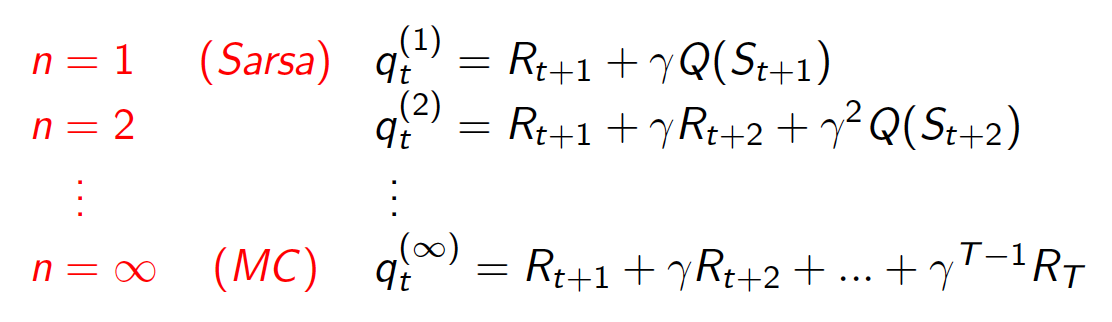 n = 1 (Sarsa) q_t^{(1)} = R_{t+1} + γQ(S_{t+1})
n = 2 q_t^{(2)} = R_{t+1} + γR_{t+2} + γ^2 Q(S_{t+2})
⋮ ⋮
n = ∞ (MC) q_t^{(∞)} = R_{t+1} + γR_{t+2} + ... + γ^{T−1} R_T